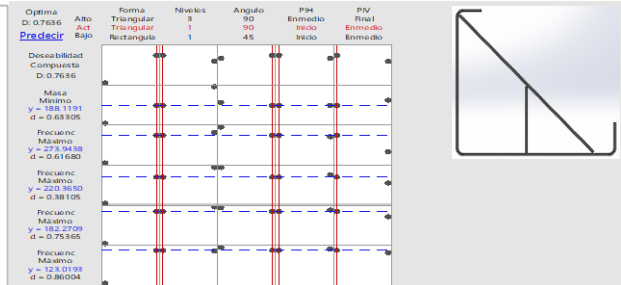 Óptima Forma Niveles Angulo PIH PIV
D: 0.7636 Alto Triangular 3 90 Enmedio Final
Act Triangular 1 90 Inicio Enmedio
Predecir Bajo Rectangula 1 45 Inicio Enmedio
Deseabilidad
Compuesta
D: 0.7636
Masa
Mínimo
y = 188.1191
d = 0.63305
Frecuenc
Máximo
y = 273.9438
d = 0.61680
Frecuenc
Máximo
y = 220.3650
d = 0.38105
Frecuenc
Máximo
y = 182.2709
d = 0.75365
Frecuenc
Máximo
y = 123.0193
d = 0.86004